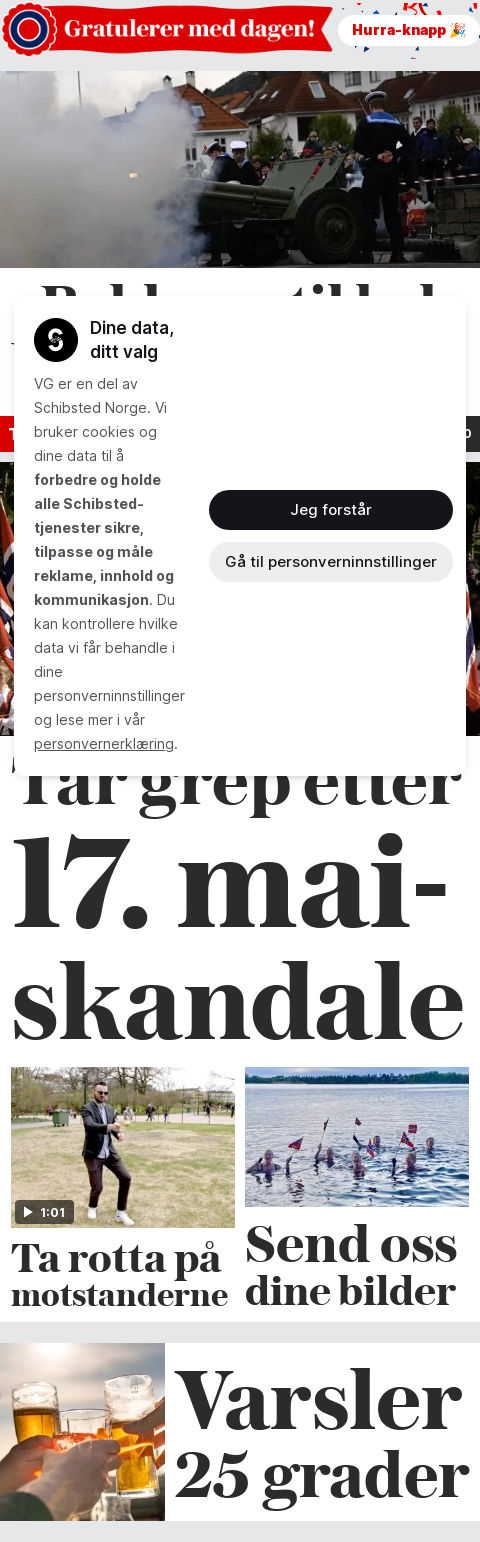 Gratulerer med dagen!
Hurra-knapp 🎉
Dine data,
ditt valg
VG er en del av
Schibsted Norge. Vi
bruker cookies og
dine data til å
forbedre og holde
alle Schibsted-
tjenester sikre,
tilpasse og måle
reklame, innhold og
kommunikasjon. Du
kan kontrollere hvilke
data vi får behandle i
dine
personverninnstillinger
og lese mer i vår
personvernerklæring.
Jeg forstår
Gå til personverninnstillinger
Tar grep etter
17. mai-
skandale
1:01
Ta rotta på
motstanderne
Send oss
dine bilder
Varsler
25 grader